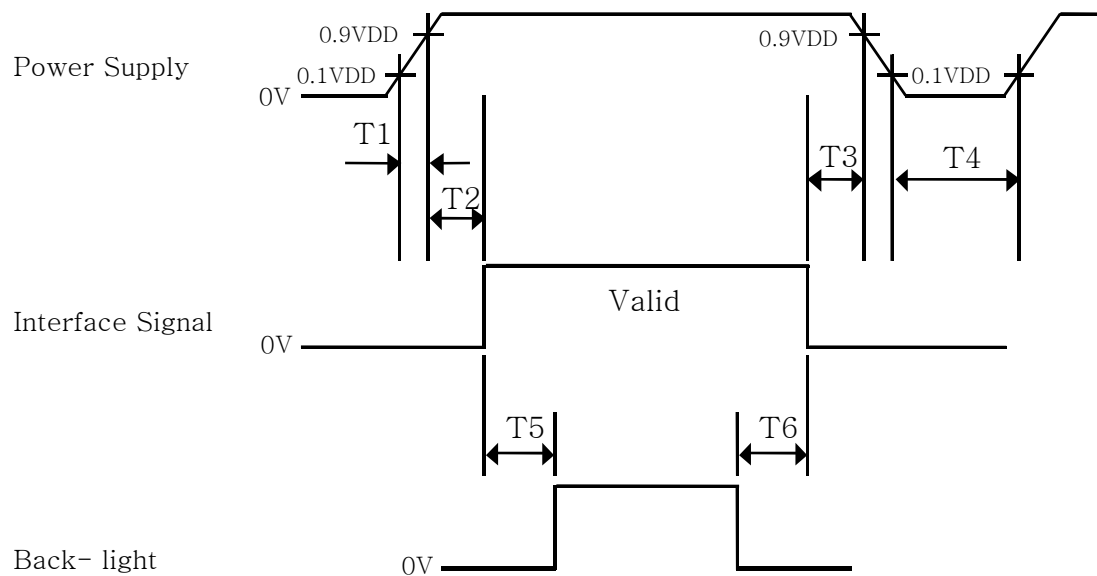 0.9VDD
0.9VDD
Power Supply
0.1VDD
0.1VDD
0V
T1
T2
T3
T4
Valid
Interface Signal
0V
T5
T6
Back- light
0V